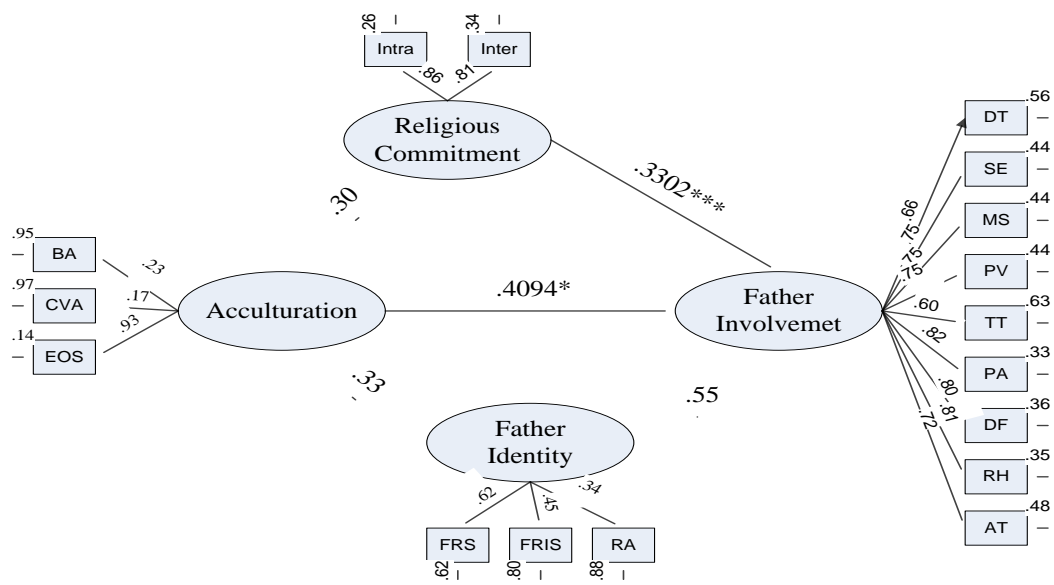 .26
–
.34
–
Intra
Inter
.86
.81
Religious
Commitment
.56
DT
–
.44
SE
–
.44
MS
–
.44
PV
–
.63
TT
–
.33
PA
–
.36
DF
–
.35
RH
–
.48
AT
–
.66
.75
.75
.75
.60
.82
.80
.81
.72
.3302***
.30
–
.95
BA
–
.97
CVA
–
.14
EOS
–
.23
.17
.93
Acculturation
.4094*
Father
Involvemet
.33
–
.55
–
Father
Identity
.62
.45
.34
FRS
FRIS
RA
.62
–
.80
–
.88
–